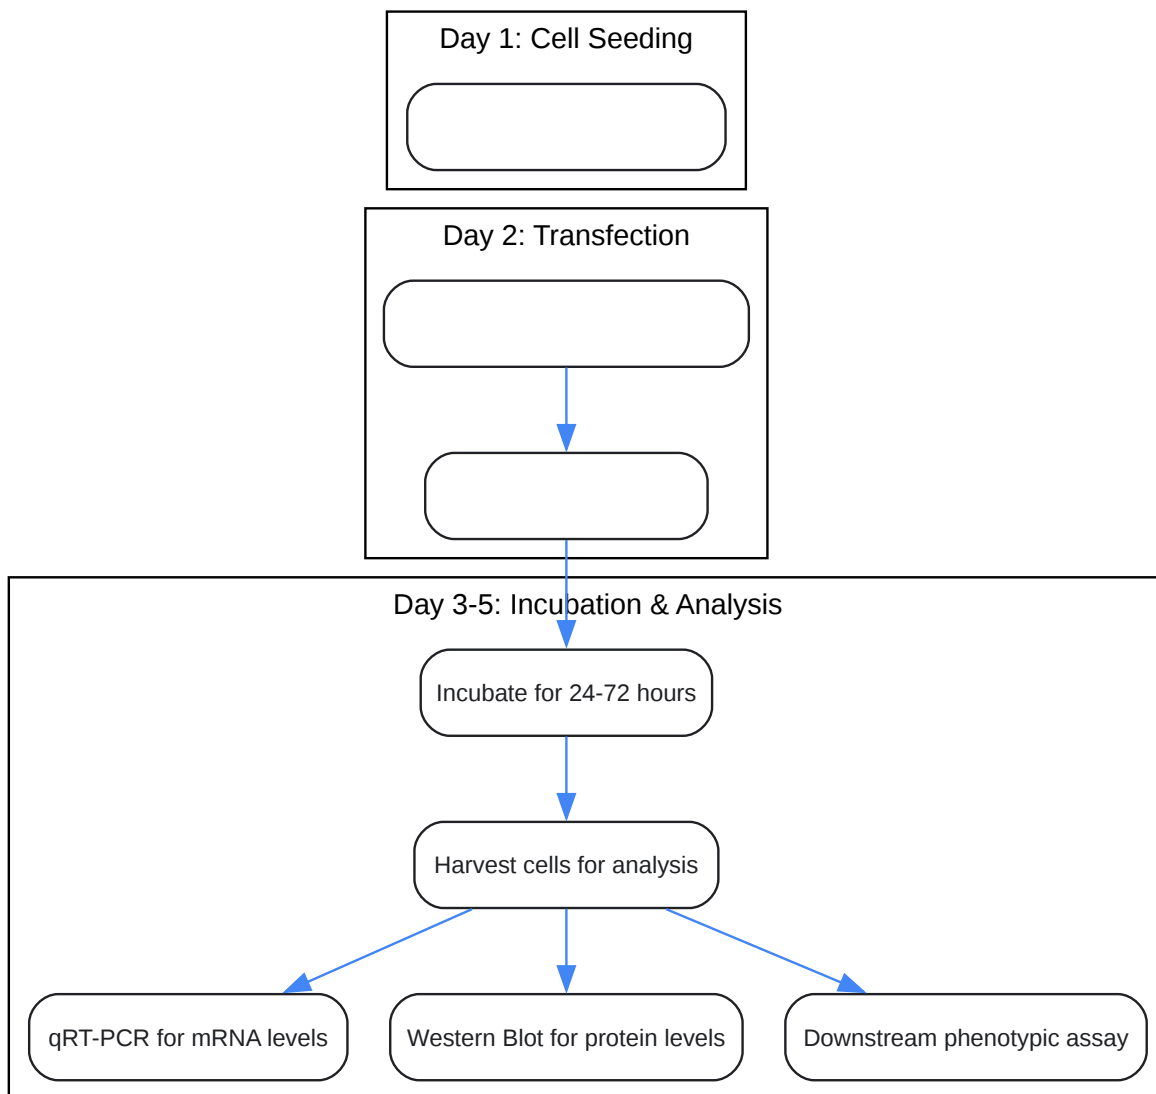 Day 1: Cell Seeding
Day 2: Transfection
Day 3-5: Incubation & Analysis
Incubate for 24-72 hours
Harvest cells for analysis
qRT-PCR for mRNA levels
Western Blot for protein levels
Downstream phenotypic assay